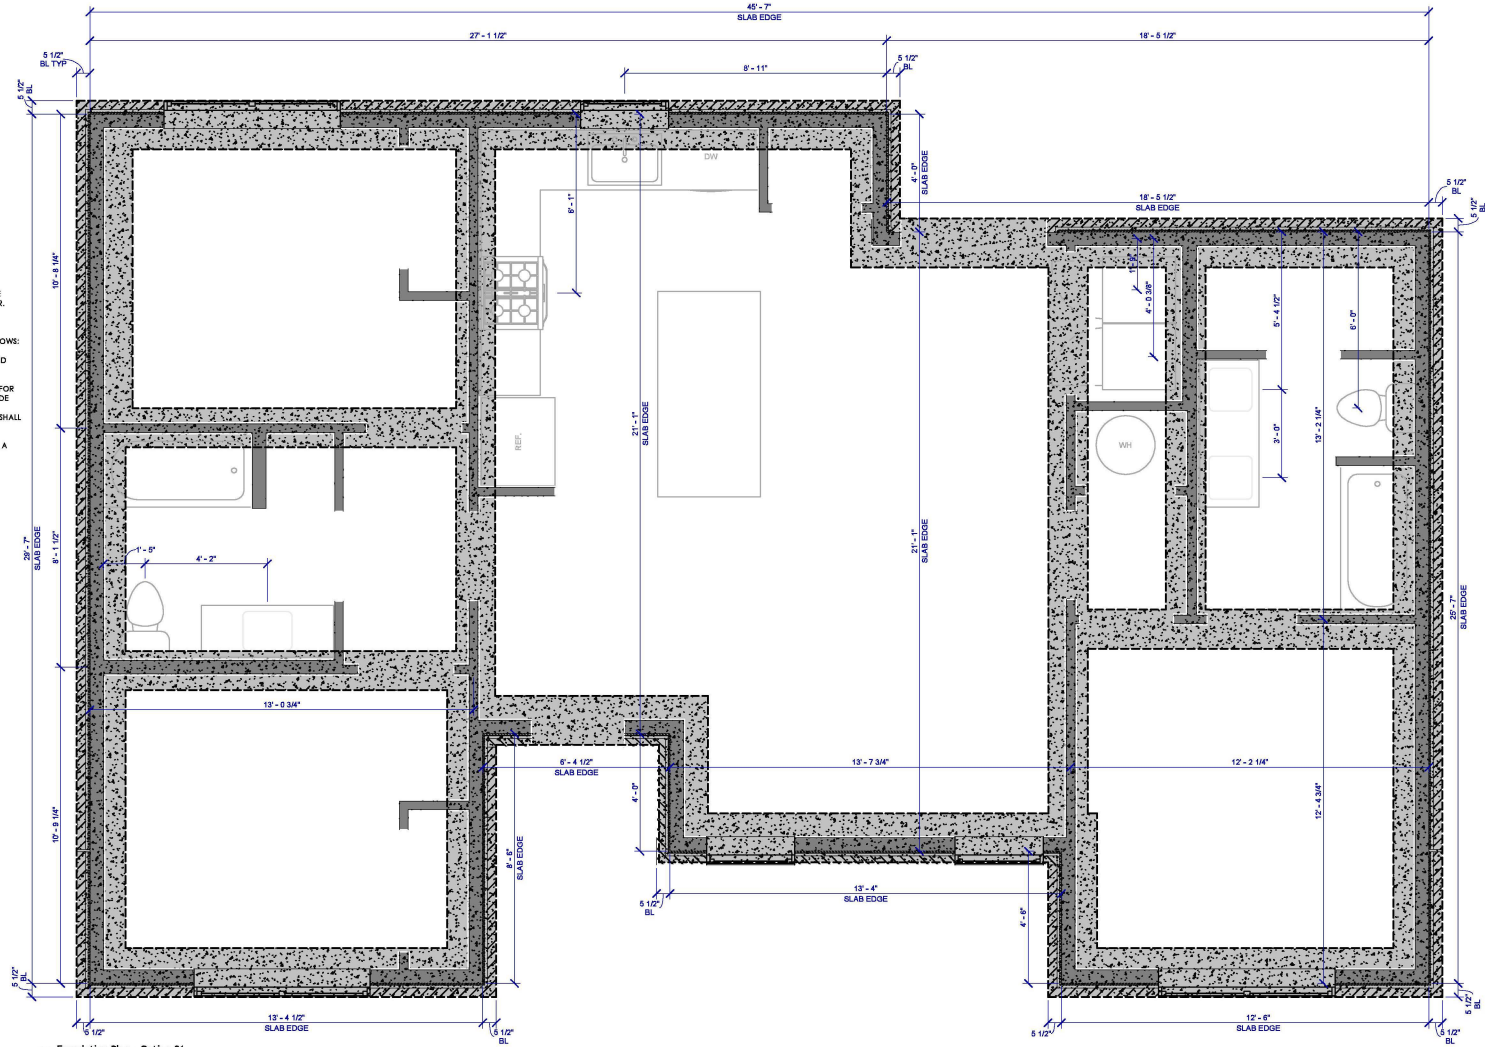 45' - 7"
SLAB EDGE
27' - 1 1/2"
18' - 5 1/2"
5 1/2"
BL TYP
8' - 11"
5 1/2"
BL
5 1/2"
BL
4' - 0"
SLAB EDGE
DW
6' - 1"
18' - 5 1/2"
SLAB EDGE
5 1/2"
BL
5 1/2"
BL
10' - 8 1/4"
4' - 0 3/8"
5' - 4 1/2"
6' - 0"
R.
OWS:
D
FOR
DE
SHALL
A
REF.
21' - 1"
SLAB EDGE
WH
3' - 0"
13' - 2 1/4"
29' - 7"
SLAB EDGE
8' - 1 1/2"
1' - 5"
4' - 2"
21' - 1"
SLAB EDGE
25' - 7"
SLAB EDGE
13' - 0 3/4"
6' - 4 1/2"
SLAB EDGE
13' - 7 3/4"
12' - 2 1/4"
4' - 0"
12' - 4 3/4"
10' - 9 1/4"
8' - 6"
SLAB EDGE
5 1/2"
BL
13' - 4"
SLAB EDGE
4' - 6"
5 1/2"
BL
5 1/2"
BL
5 1/2"
13' - 4 1/2"
SLAB EDGE
5 1/2"
BL
5 1/2"
12' - 6"
SLAB EDGE
5 1/2"
BL